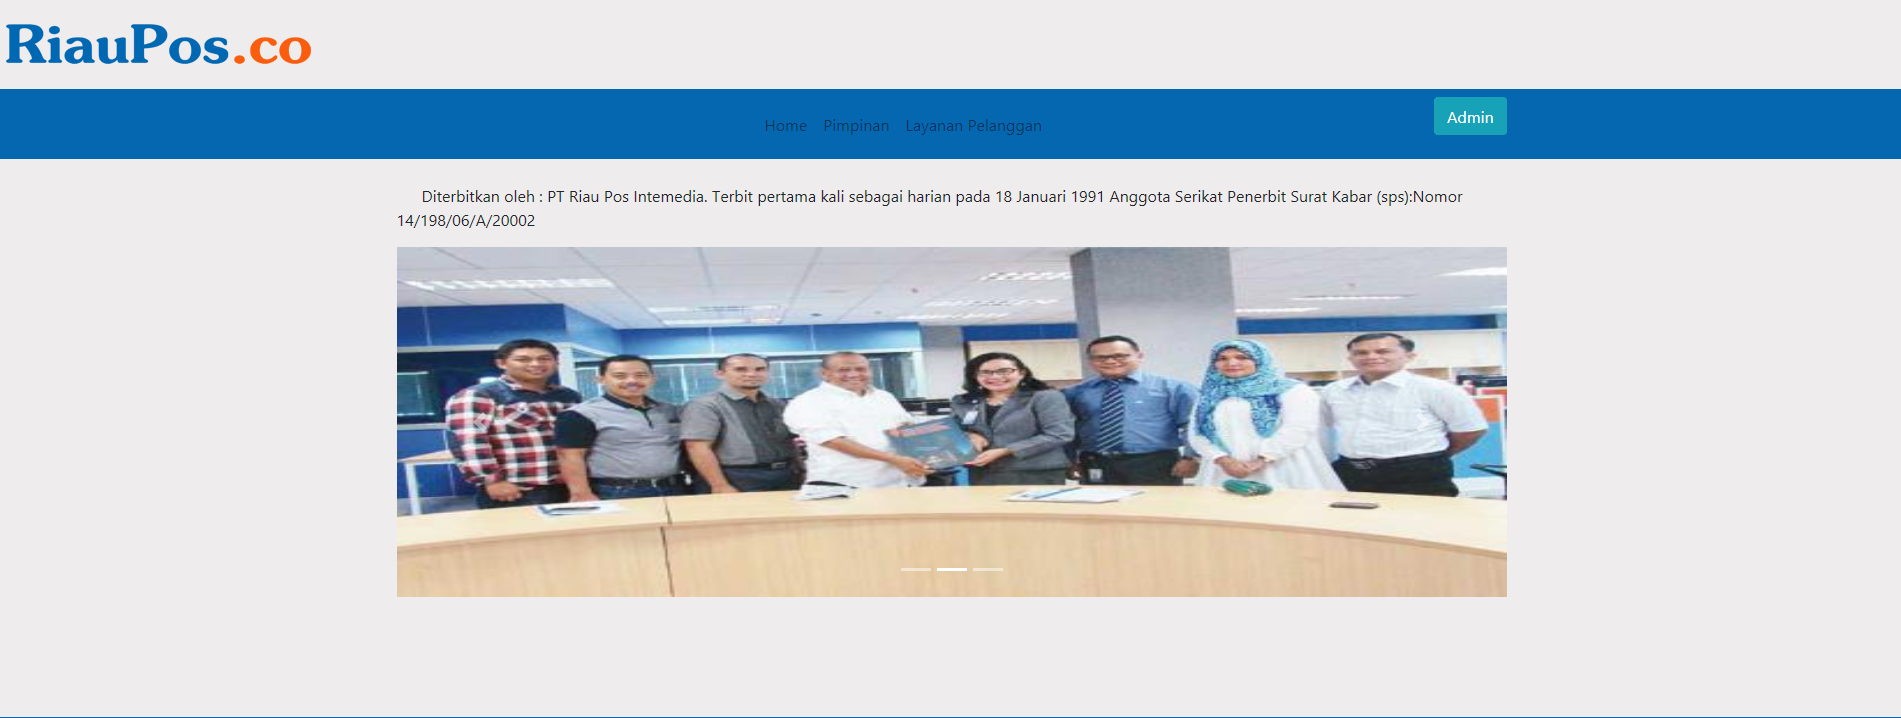 RiauPos.co
Home Pimpinan Layanan Pelanggan
Admin
Diterbitkan oleh : PT Riau Pos Intemedia. Terbit pertama kali sebagai harian pada 18 Januari 1991 Anggota Serikat Penerbit Surat Kabar (sps):Nomor
14/198/06/A/20002